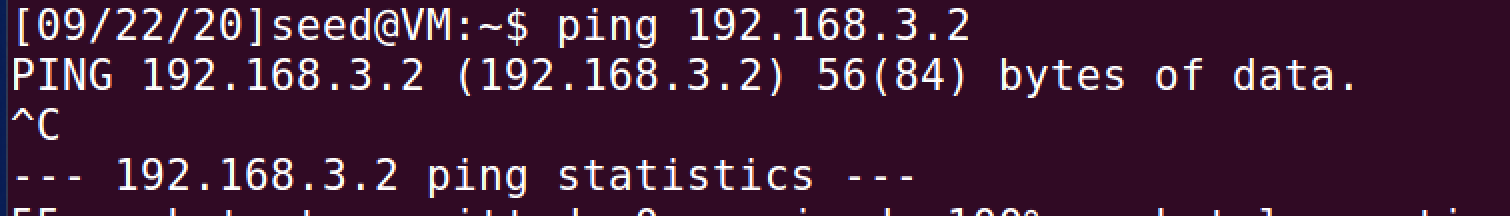 [09/22/20]seed@VM:~$ ping 192.168.3.2
PING 192.168.3.2 (192.168.3.2) 56(84) bytes of data.
^C
--- 192.168.3.2 ping statistics ---